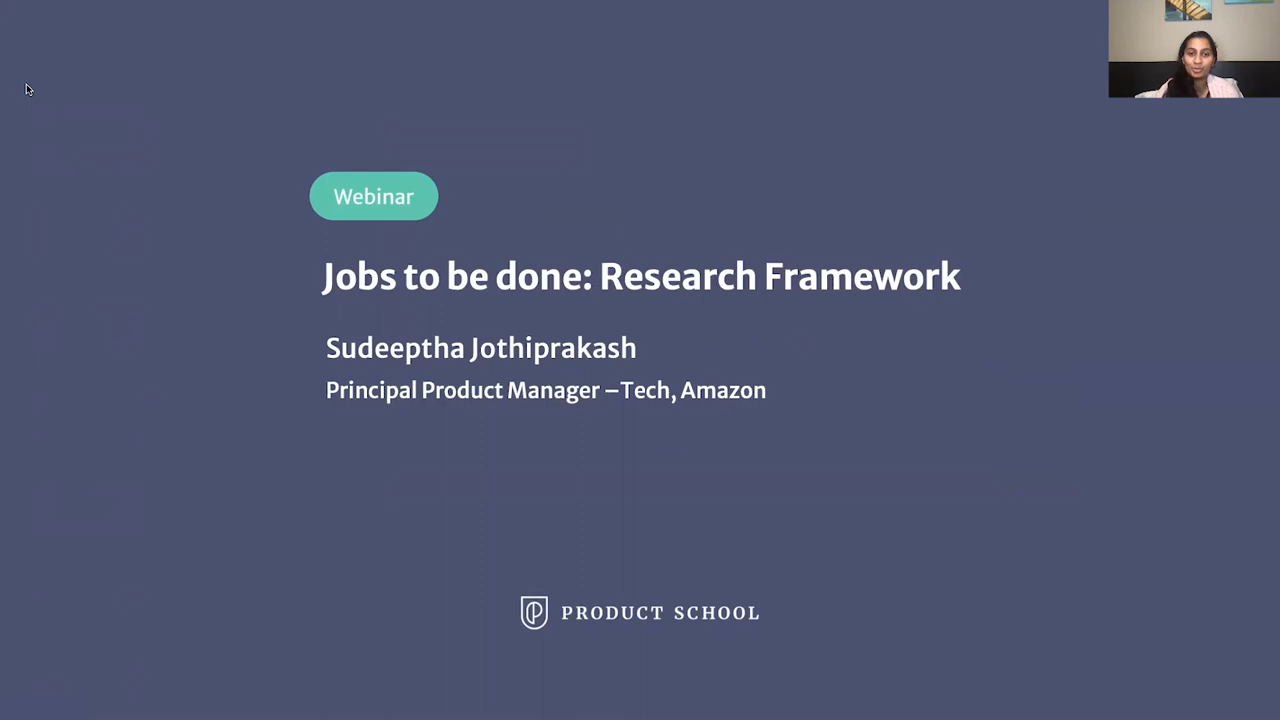 Webinar
Jobs to be done: Research Framework
Sudeeptha Jothiprakash
Principal Product Manager –Tech, Amazon
PRODUCT SCHOOL